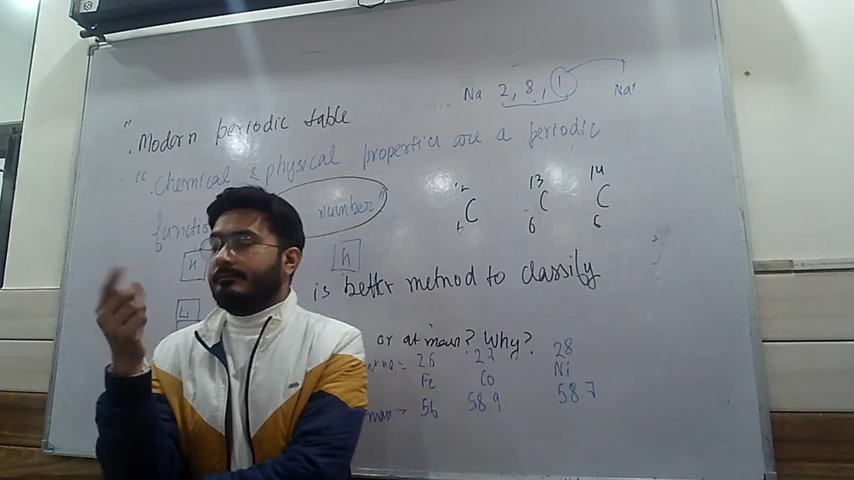 Na 2, 8, 1 Na⁺
"Modern periodic table
"Chemical & physical properties are a periodic
number"
12 13 14
C C C
6 6 6
H h
Li
is better method to classify
or at mass? Why?
26 27 28
Fe Co Ni
mass → 56 58.9 58.7